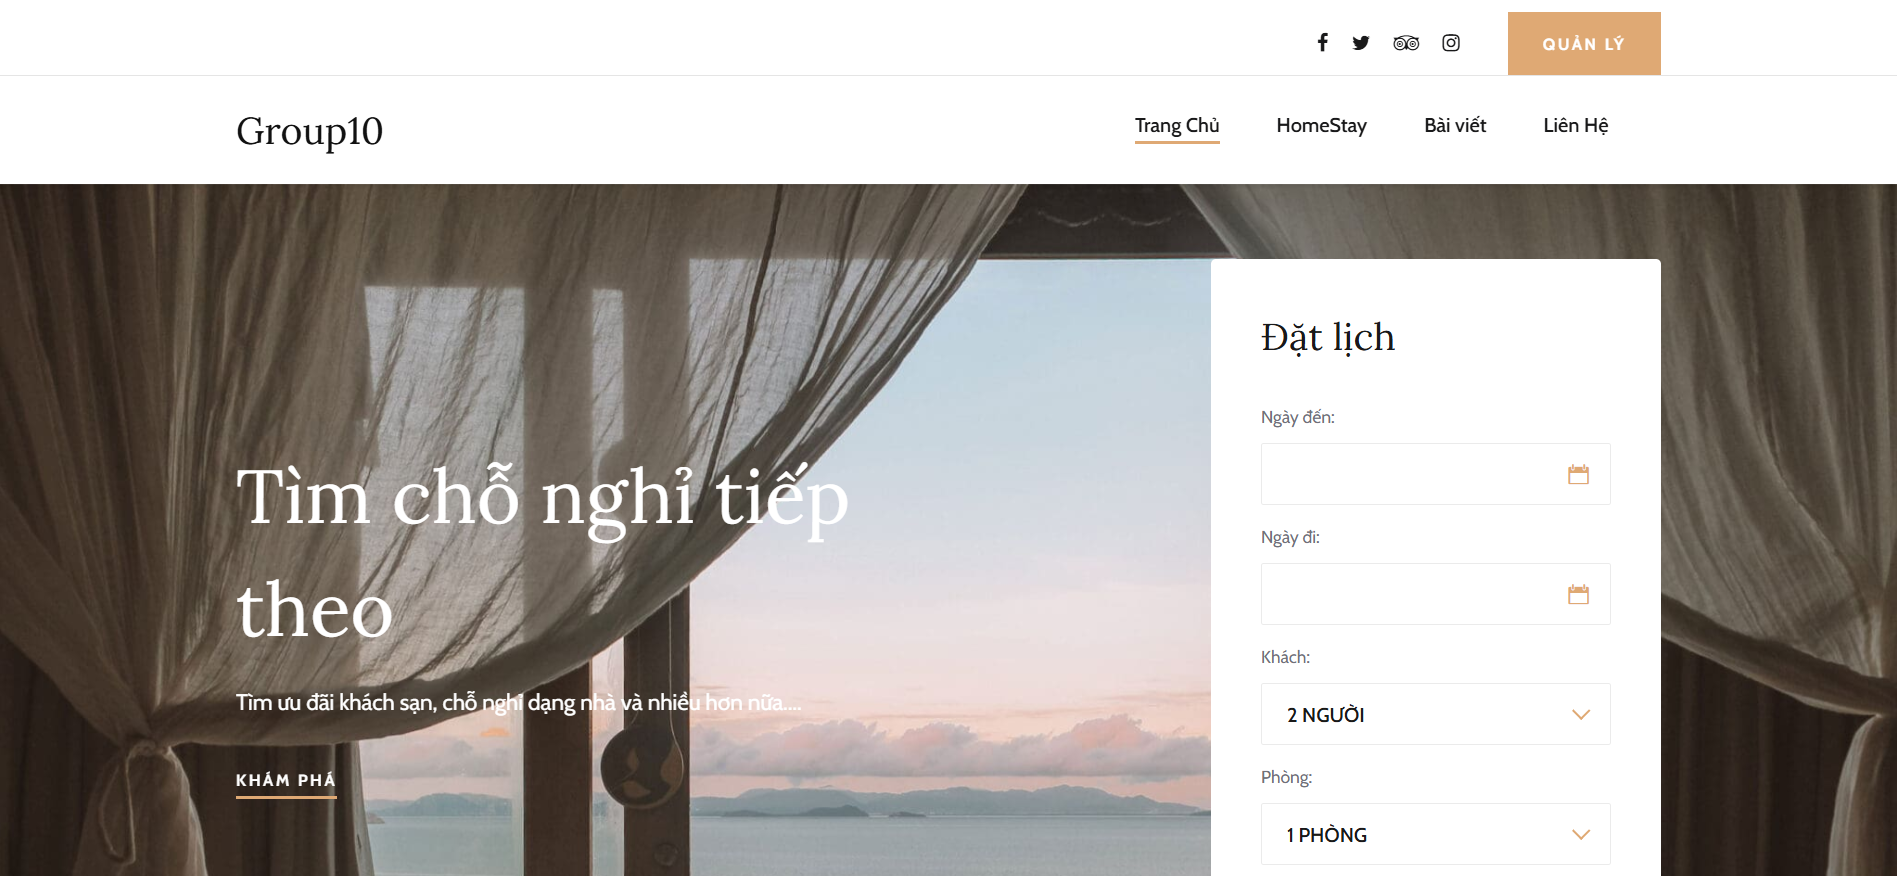 QUẢN LÝ
Group10
Trang Chủ
HomeStay
Bài viết
Liên Hệ
Tìm chỗ nghỉ tiếp
theo
Tìm ưu đãi khách sạn, chỗ nghỉ dạng nhà và nhiều hơn nữa....
KHÁM PHÁ
Đặt lịch
Ngày đến:
Ngày đi:
Khách:
2 NGƯỜI
Phòng:
1 PHÒNG